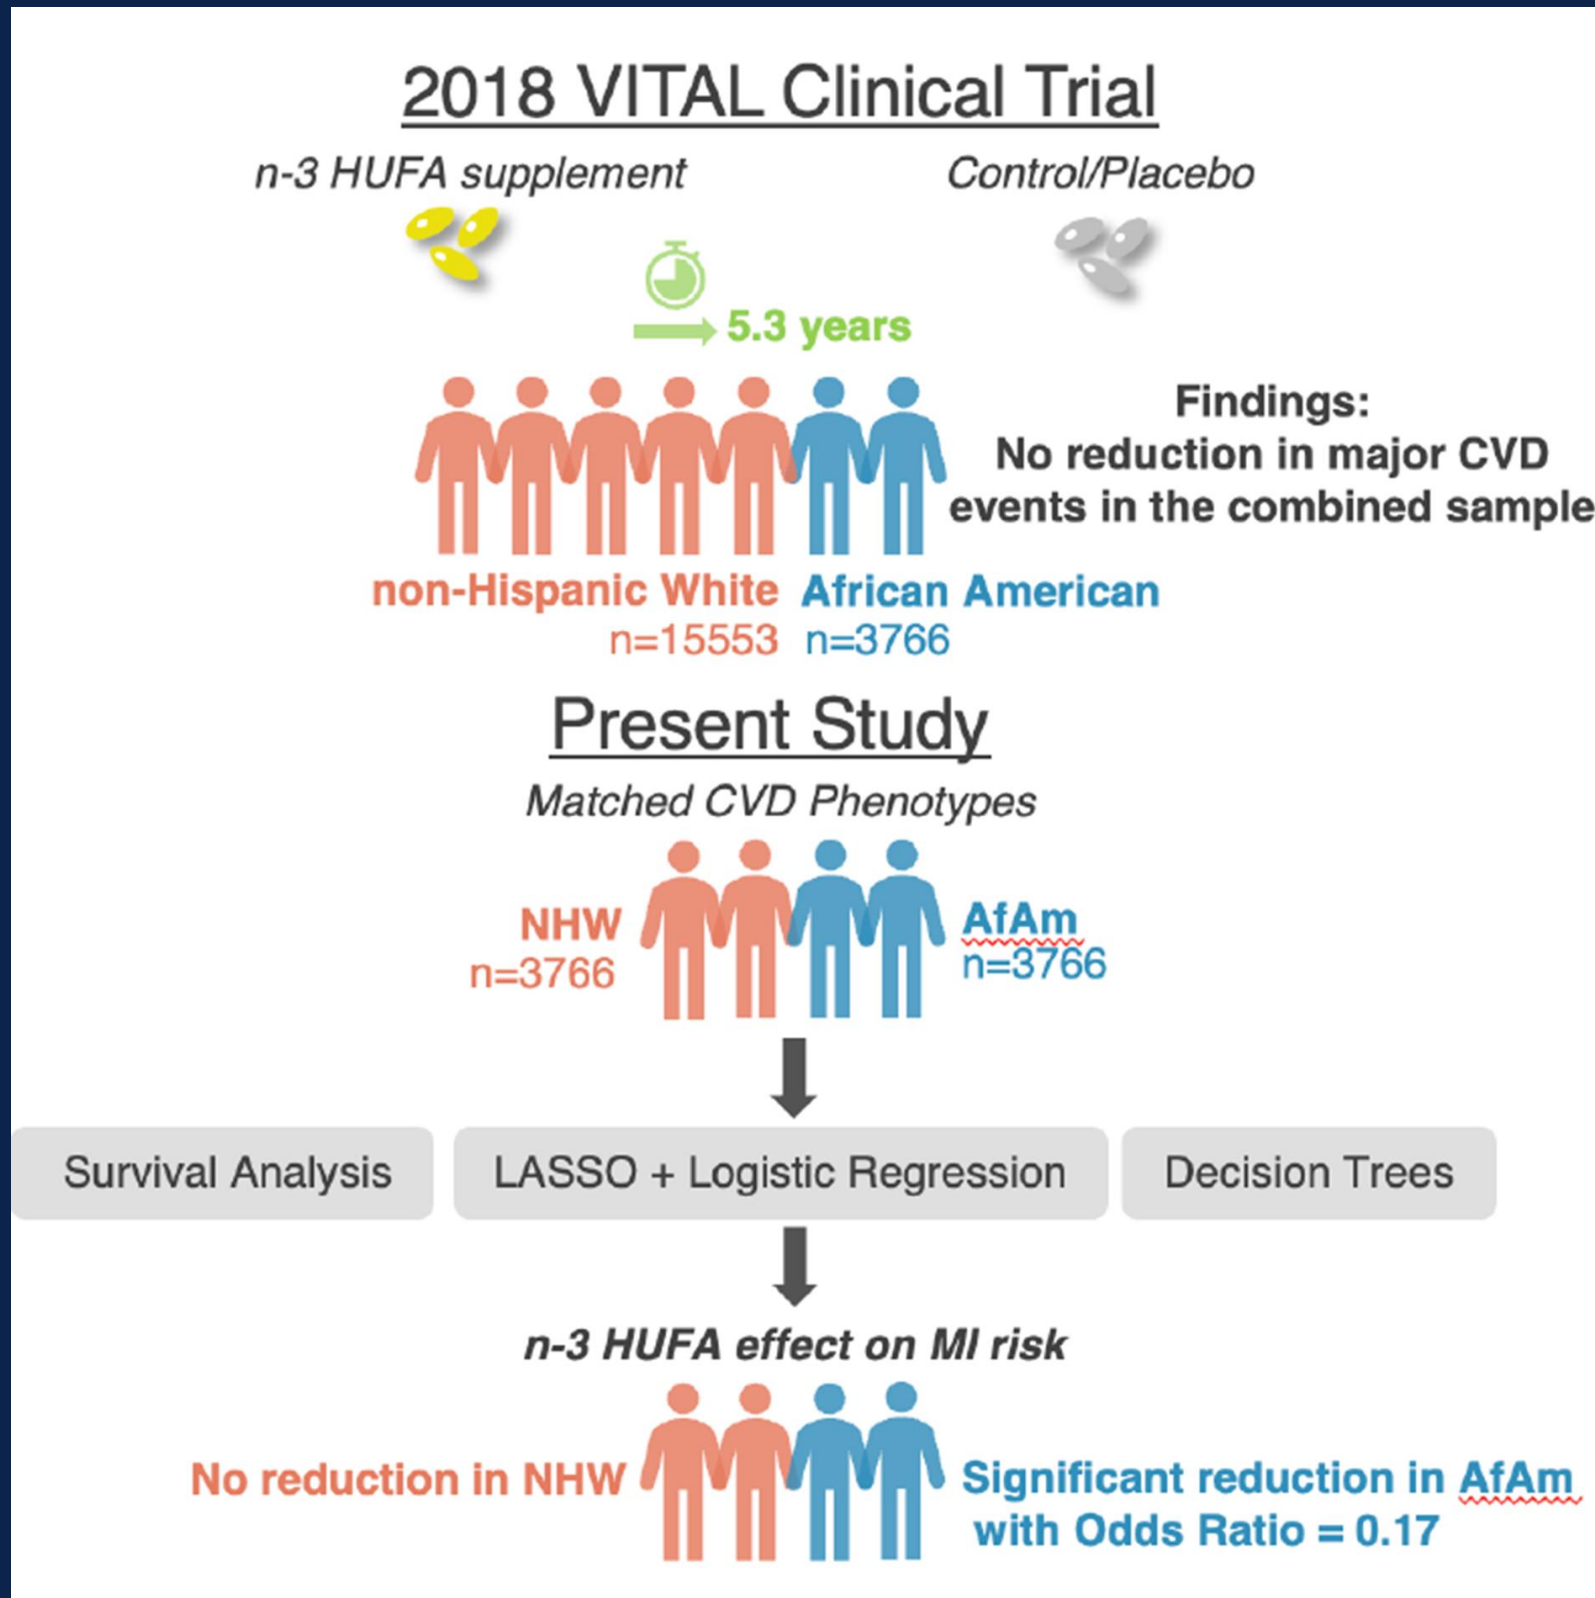 2018 VITAL Clinical Trial
n-3 HUFA supplement
Control/Placebo
5.3 years
Findings:
No reduction in major CVD
events in the combined sample
non-Hispanic White
n=15553
African American
n=3766
Present Study
Matched CVD Phenotypes
NHW
n=3766
AfAm
n=3766
Survival Analysis
LASSO + Logistic Regression
Decision Trees
n-3 HUFA effect on MI risk
No reduction in NHW
Significant reduction in AfAm
with Odds Ratio = 0.17